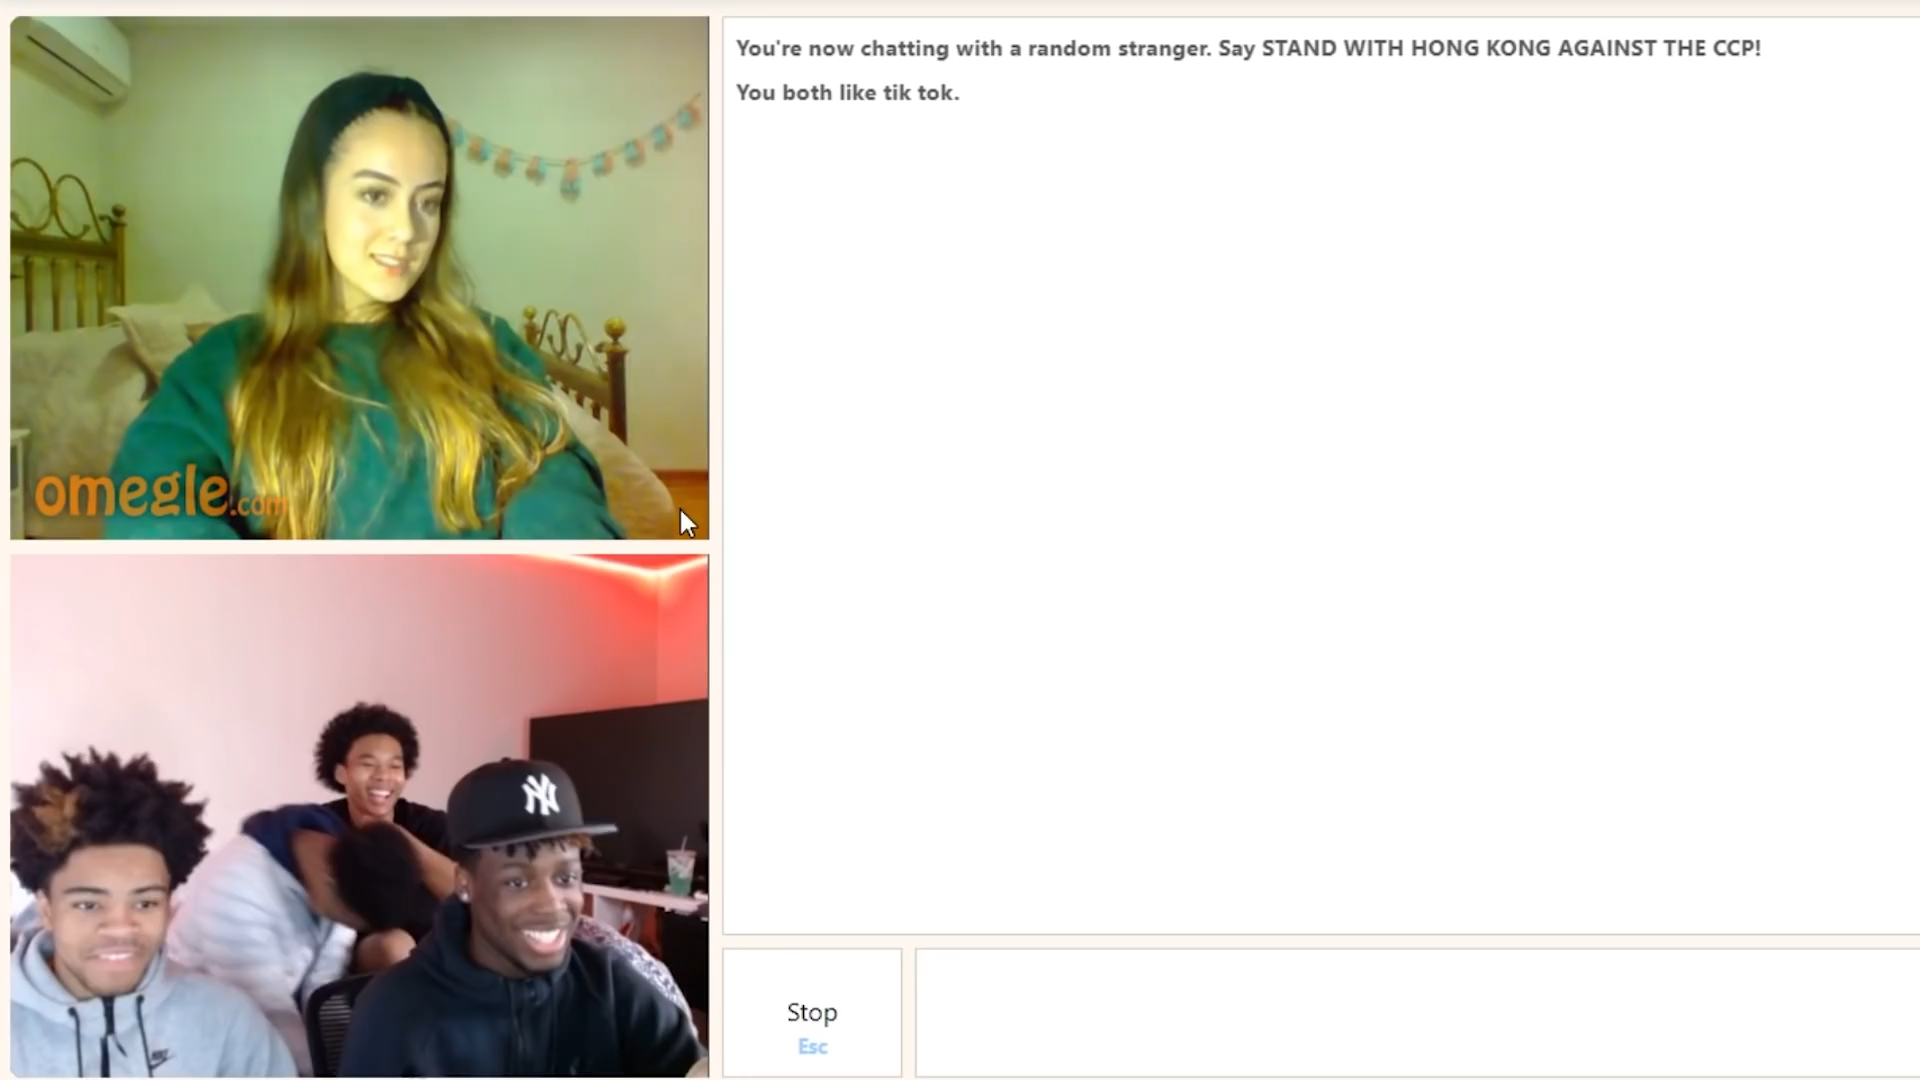 You're now chatting with a random stranger. Say STAND WITH HONG KONG AGAINST THE CCP!
You both like tik tok.
omegle.com
NY
Stop
Esc